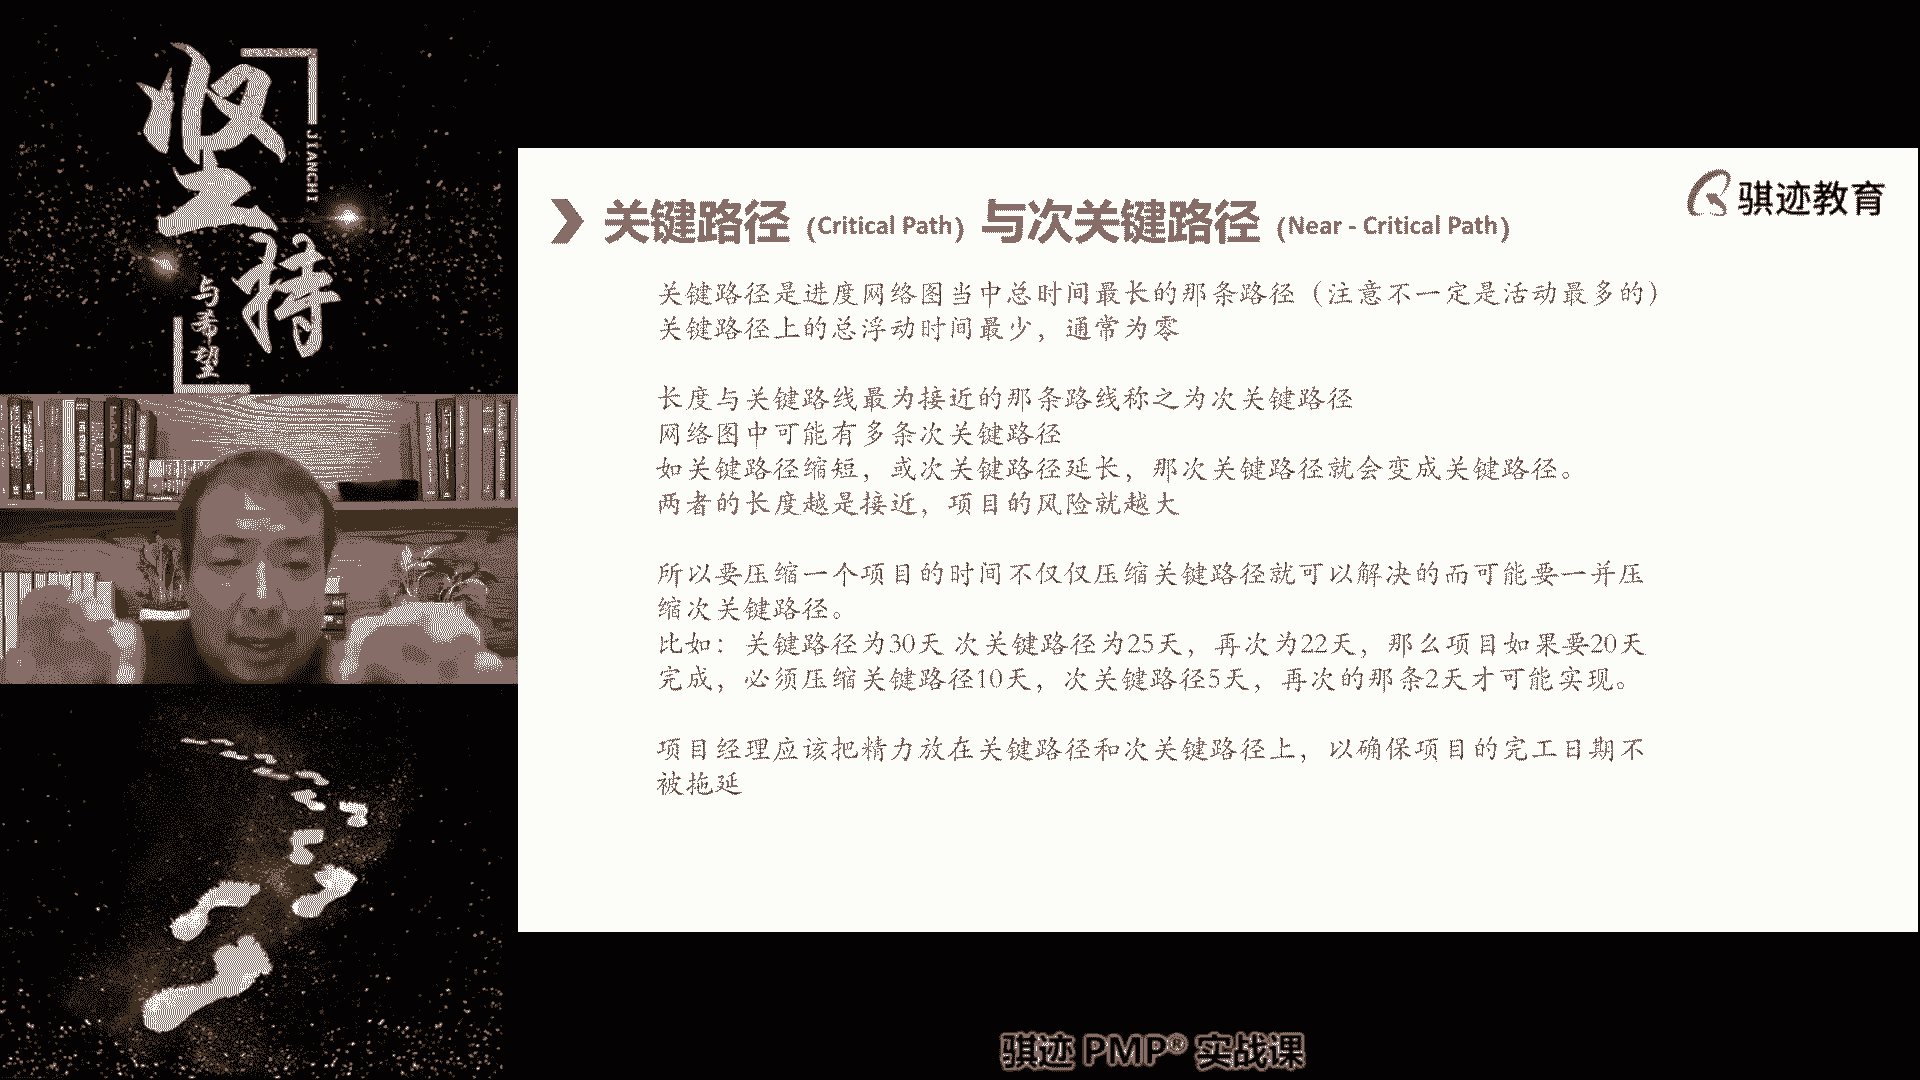 坚持
JIANCHI
与希望
骐迹教育
关键路径 (Critical Path) 与次关键路径 (Near - Critical Path)
关键路径是进度网络图当中总时间最长的那条路径（注意不一定是活动最多的）
关键路径上的总浮动时间最少，通常为零
长度与关键路线最为接近的那条路线称之为次关键路径
网络图中可能有多条次关键路径
如关键路径缩短，或次关键路径延长，那次关键路径就会变成关键路径。
两者的长度越是接近，项目的风险就越大
所以要压缩一个项目的时间不仅仅压缩关键路径就可以解决的而可能要一并压
缩次关键路径。
比如：关键路径为30天 次关键路径为25天，再次为22天，那么项目如果要20天
完成，必须压缩关键路径10天，次关键路径5天，再次的那条2天才可能实现。
项目经理应该把精力放在关键路径和次关键路径上，以确保项目的完工日期不
被拖延
骐迹 PMP® 实战课